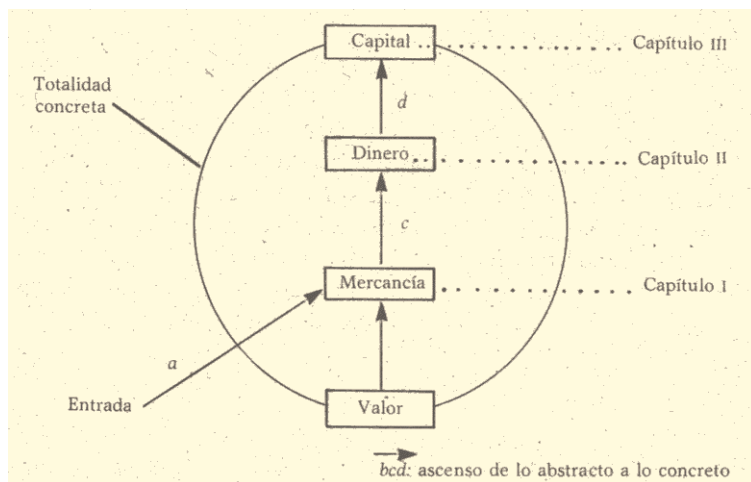 Capital
Capítulo III
Totalidad
concreta
d
Dinero
Capítulo II
c
Mercancía
Capítulo I
a
Entrada
Valor
bcd: ascenso de lo abstracto a lo concreto